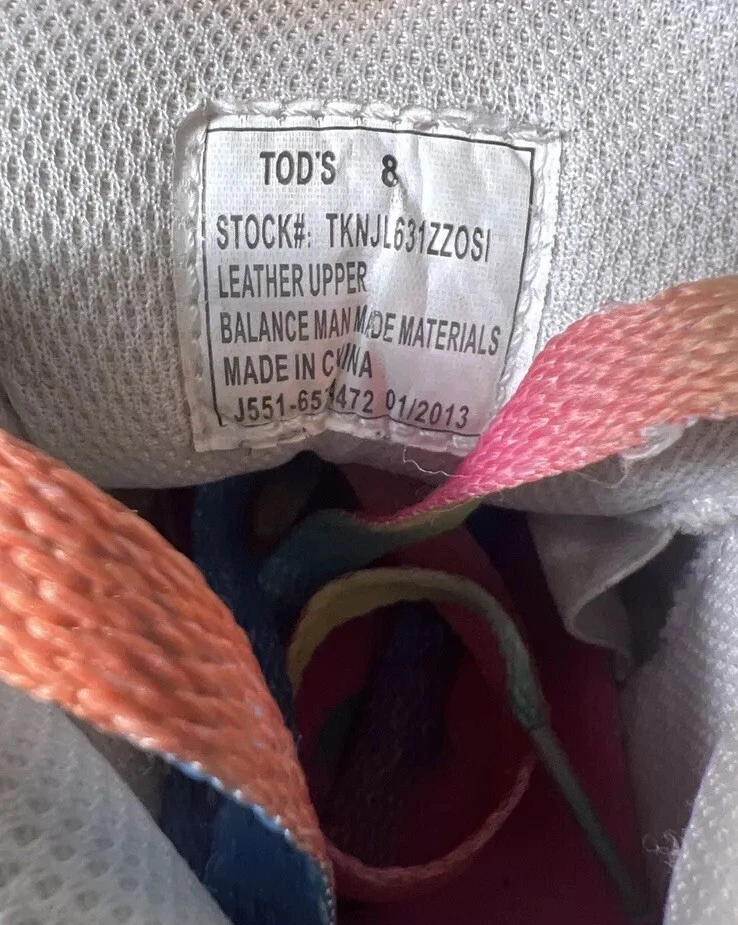 TOD'S 8
STOCK#: TKNJL631ZZOSI
LEATHER UPPER
BALANCE MAN MADE MATERIALS
MADE IN CHINA
01/2013